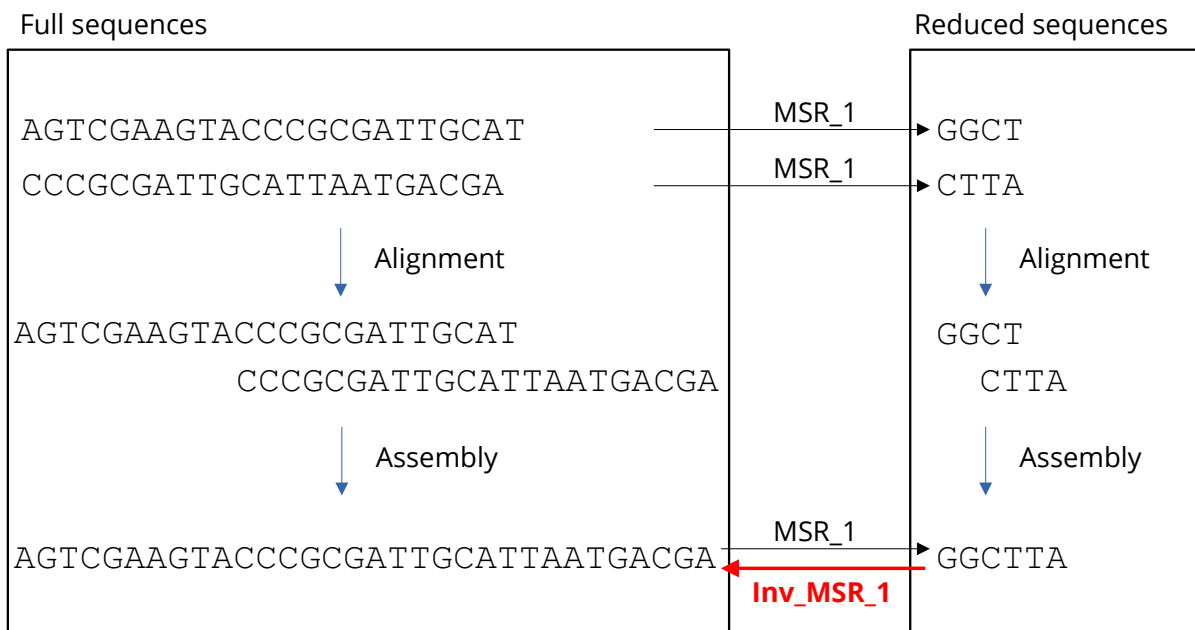 Full sequences
Reduced sequences
AGTCGAAGTACCCGCGATTGCAT
MSR_1
GGCT
CCCGCGATTGCATTAATGACGA
MSR_1
CTTA
Alignment
Alignment
AGTCGAAGTACCCGCGATTGCAT
GGCT
CCCGCGATTGCATTAATGACGA
CTTA
Assembly
Assembly
MSR_1
AGTCGAAGTACCCGCGATTGCATTAATGACGA
GGCTTA
Inv_MSR_1